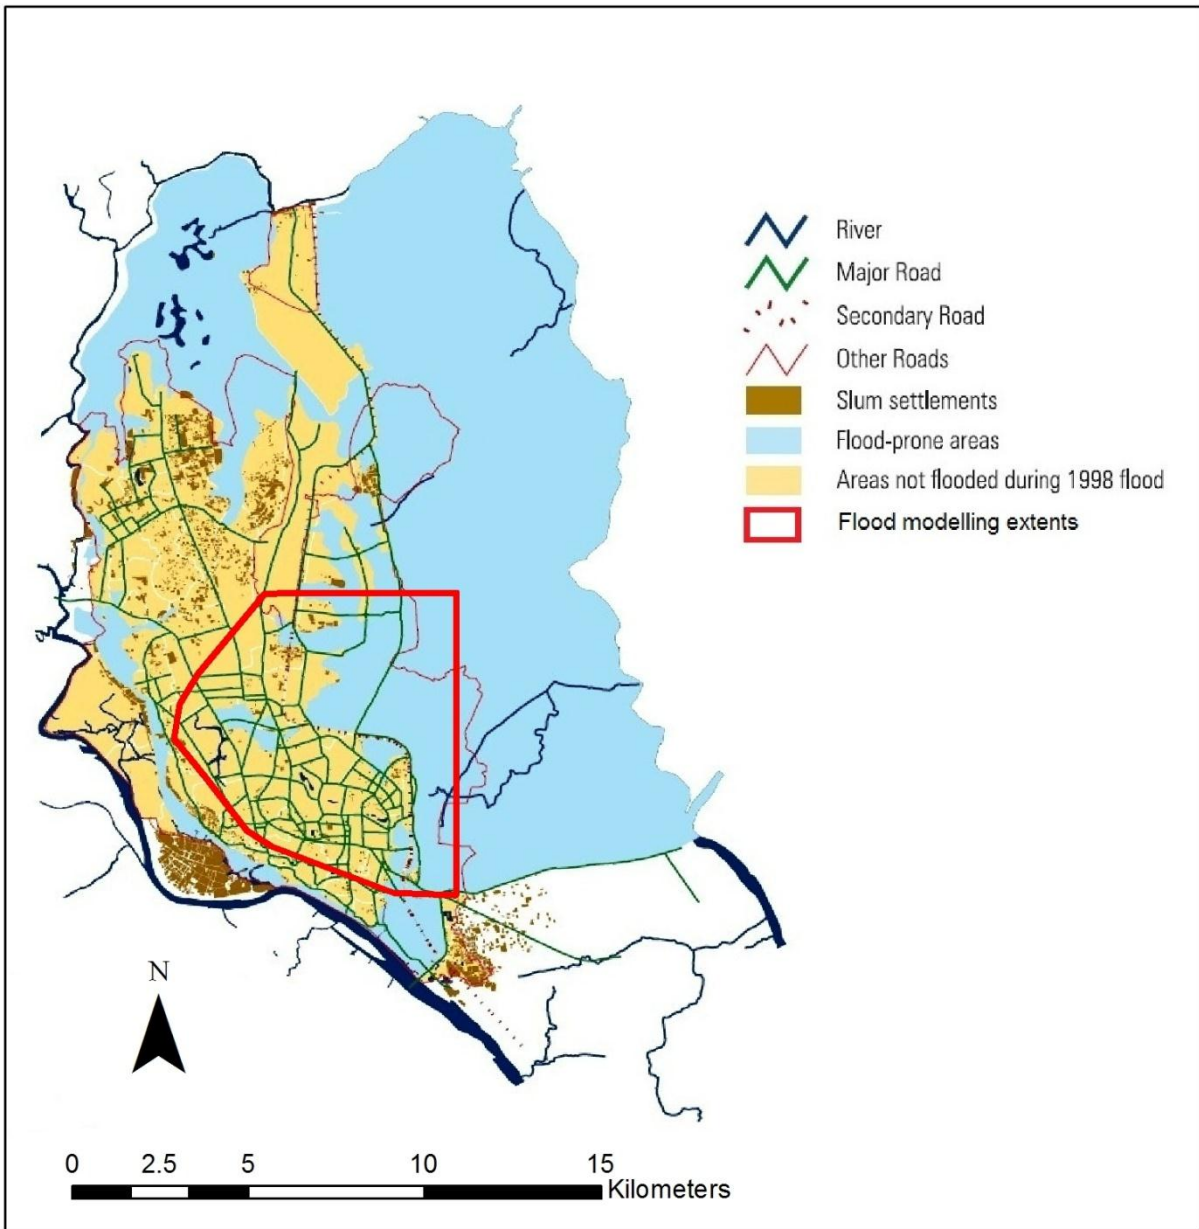 River
Major Road
Secondary Road
Other Roads
Slum settlements
Flood-prone areas
Areas not flooded during 1998 flood
Flood modelling extents
N
0 2.5 5 10 15
Kilometers